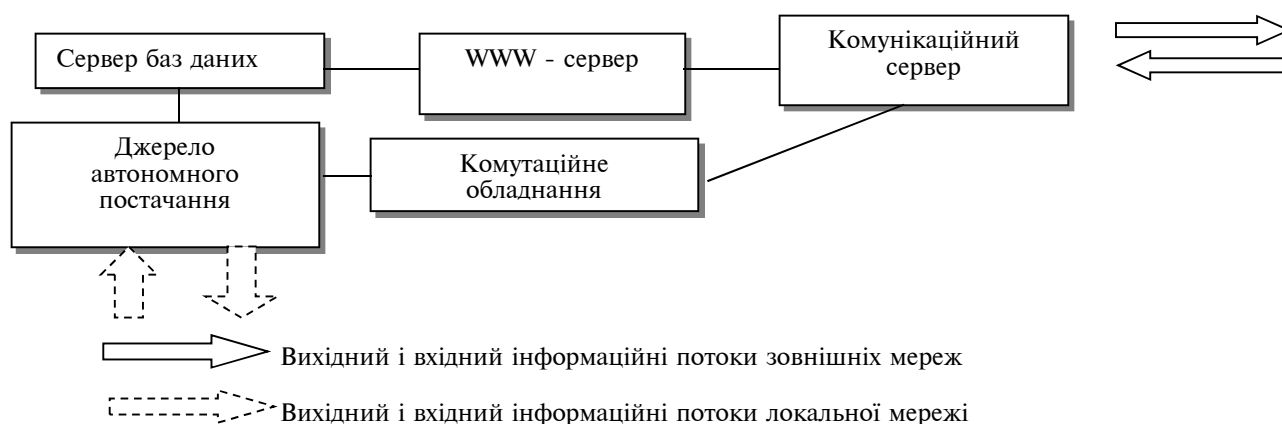 Сервер баз даних
WWW - сервер
Комунікаційний
сервер
Джерело
автономного
постачання
Комутаційне
обладнання
Вихідний і вхідний інформаційні потоки зовнішніх мереж
Вихідний і вхідний інформаційні потоки локальної мережі